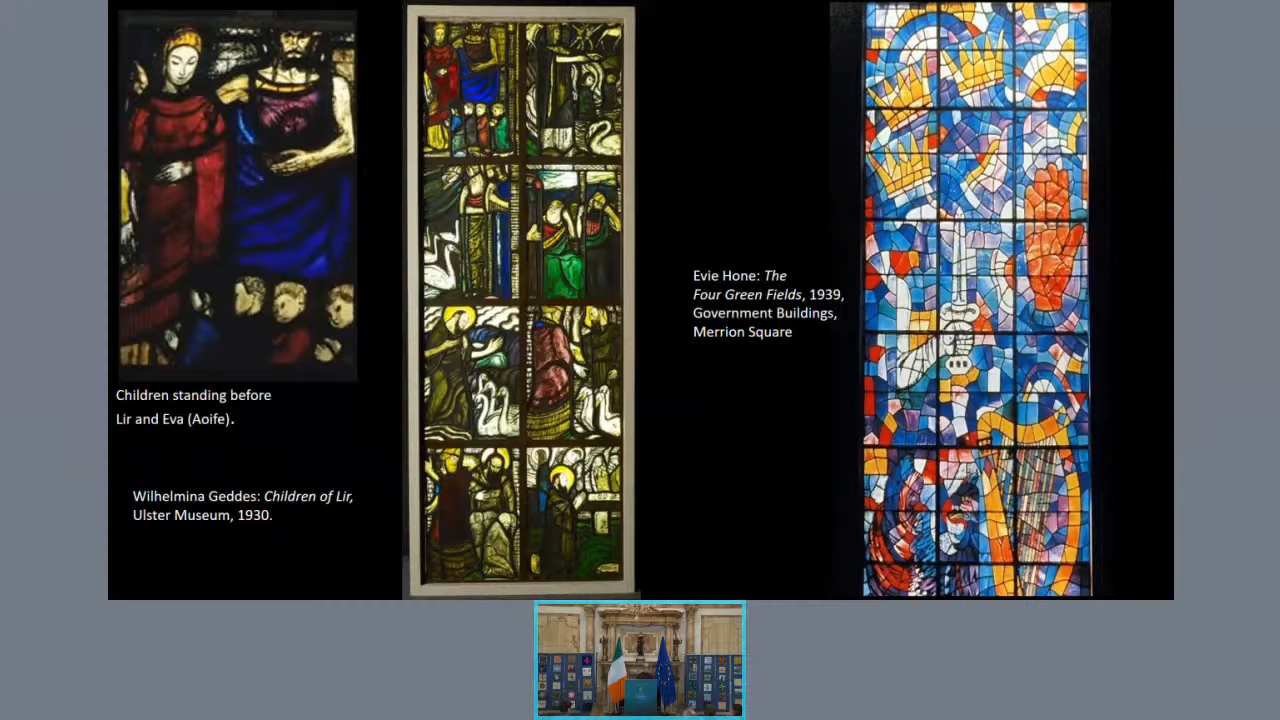 Children standing before
Lir and Eva (Aoife).
Wilhelmina Geddes: Children of Lir,
Ulster Museum, 1930.
Evie Hone: The
Four Green Fields, 1939,
Government Buildings,
Merrion Square